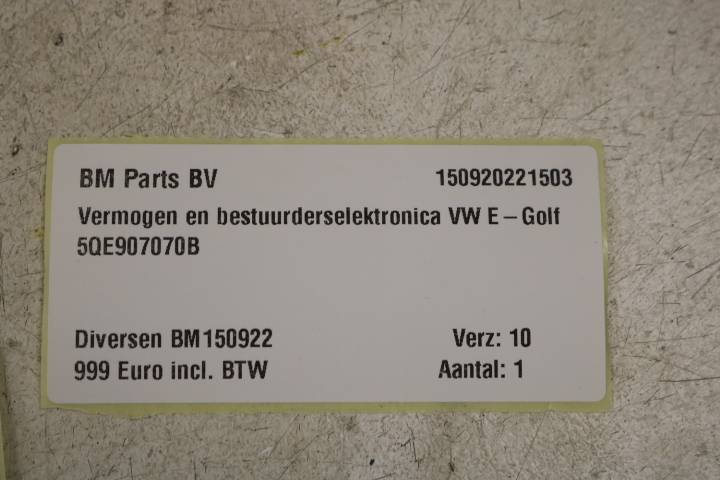 BM Parts BV 150920221503
Vermogen en bestuurderselektronica VW E-Golf
5QE907070B
Diversen BM150922 Verz: 10
999 Euro incl. BTW Aantal: 1